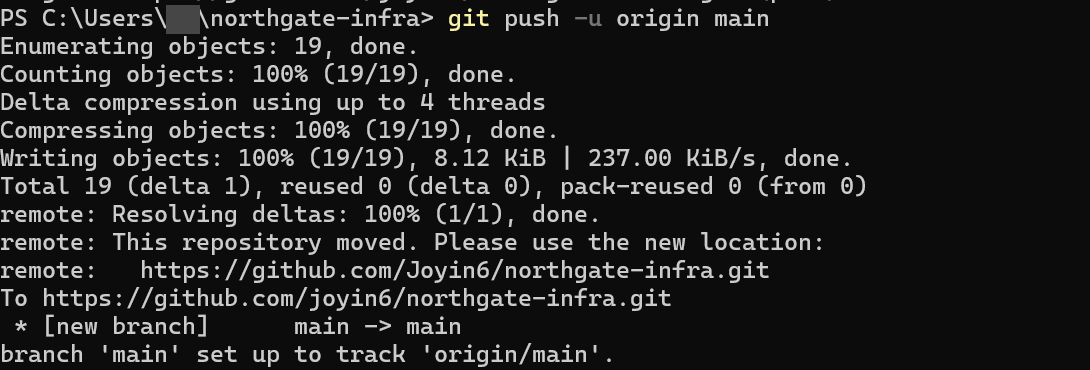 PS C:\Users\ \northgate-infra> git push -u origin main
Enumerating objects: 19, done.
Counting objects: 100% (19/19), done.
Delta compression using up to 4 threads
Compressing objects: 100% (19/19), done.
Writing objects: 100% (19/19), 8.12 KiB | 237.00 KiB/s, done.
Total 19 (delta 1), reused 0 (delta 0), pack-reused 0 (from 0)
remote: Resolving deltas: 100% (1/1), done.
remote: This repository moved. Please use the new location:
remote:   https://github.com/Joyin6/northgate-infra.git
To https://github.com/joyin6/northgate-infra.git
 * [new branch]      main -> main
branch 'main' set up to track 'origin/main'.